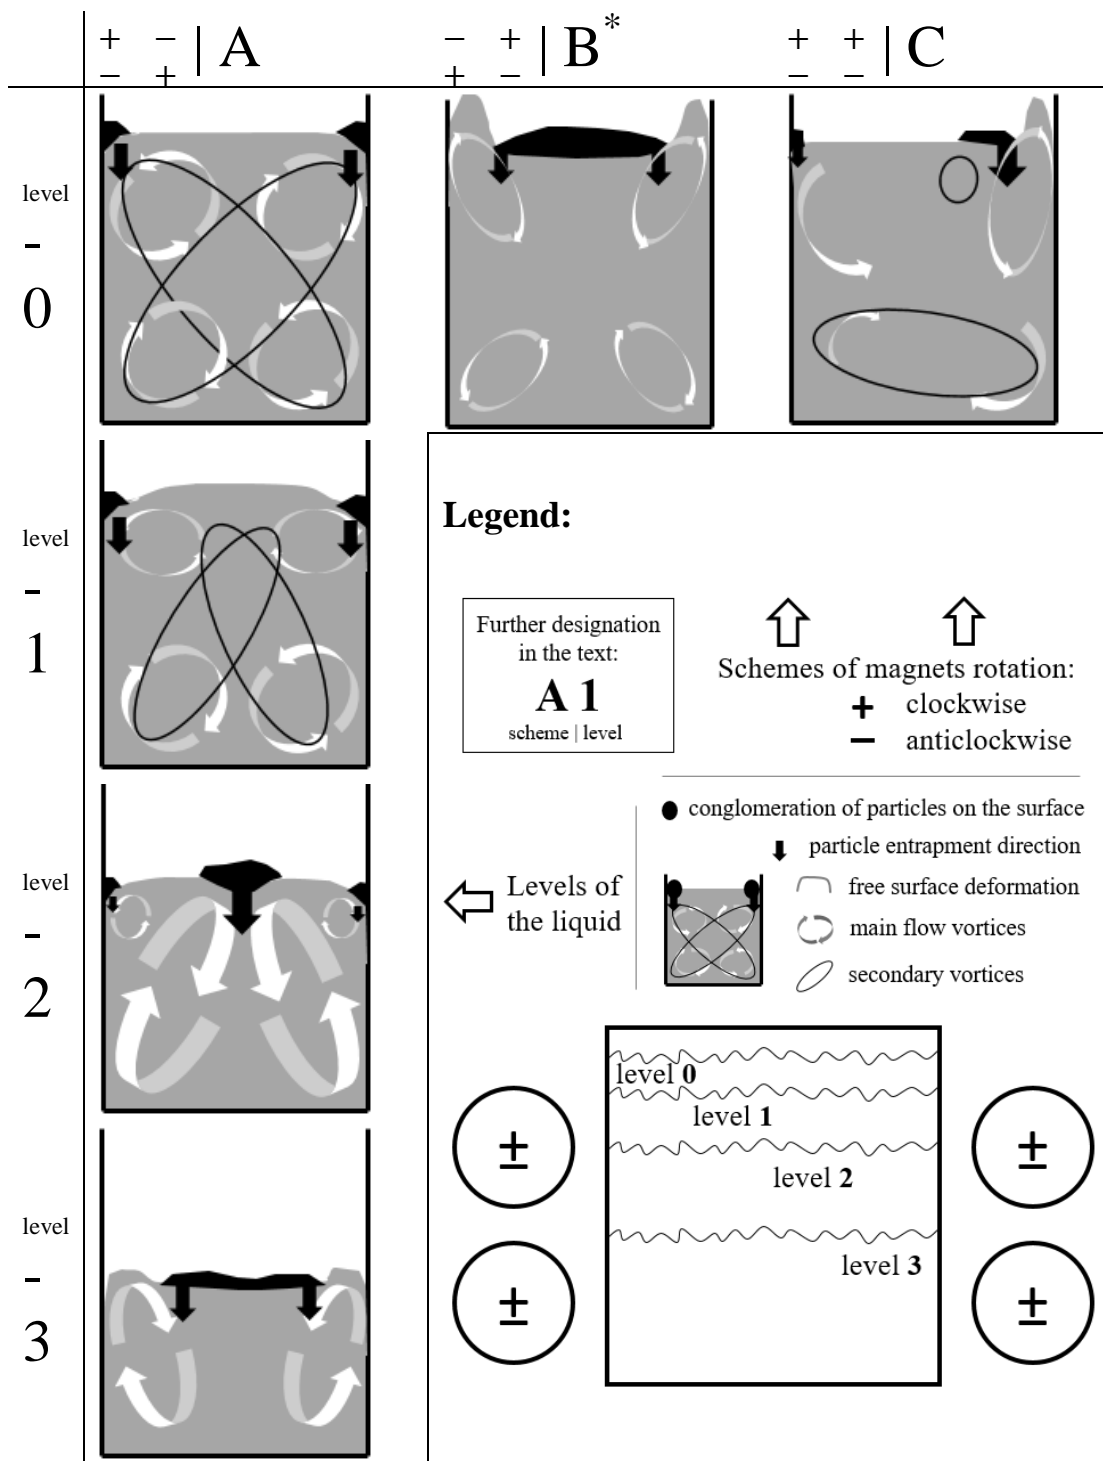 + − | A
− +
− + | B*
+ −
+ + | C
− −
level
-
0
level
-
1
level
-
2
level
-
3
Legend:
Further designation
in the text:
A 1
scheme | level
Schemes of magnets rotation:
+ clockwise
− anticlockwise
conglomeration of particles on the surface
particle entrapment direction
free surface deformation
main flow vortices
secondary vortices
Levels of
the liquid
level 0
level 1
level 2
level 3
± ±
± ±